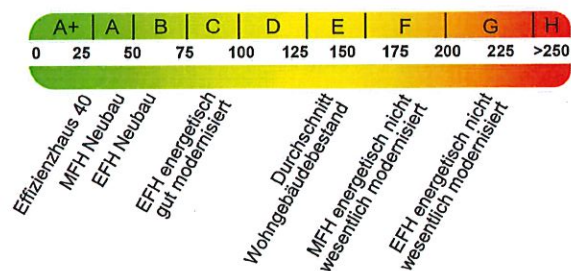 A+ A B C D E F G H
0 25 50 75 100 125 150 175 200 225 >250
Effizienzhaus 40
MFH Neubau
EFH Neubau
EFH energetisch
gut modernisiert
Durchschnitt
Wohngebäudebestand
MFH energetisch nicht
wesentlich modernisiert
EFH energetisch nicht
wesentlich modernisiert